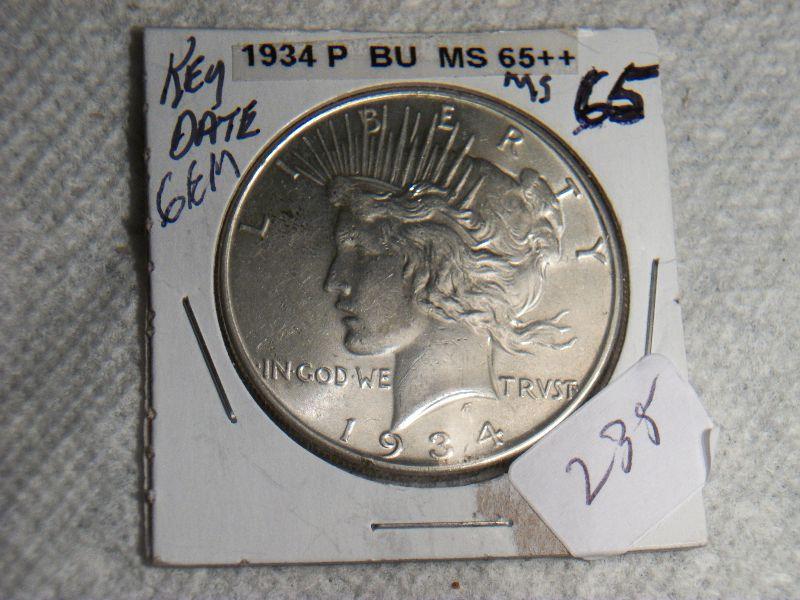 1934 P BU MS 65++
KEY
DATE
GEM
MS 65
LIBERTY
IN·GOD·WE TRVST
1934
238